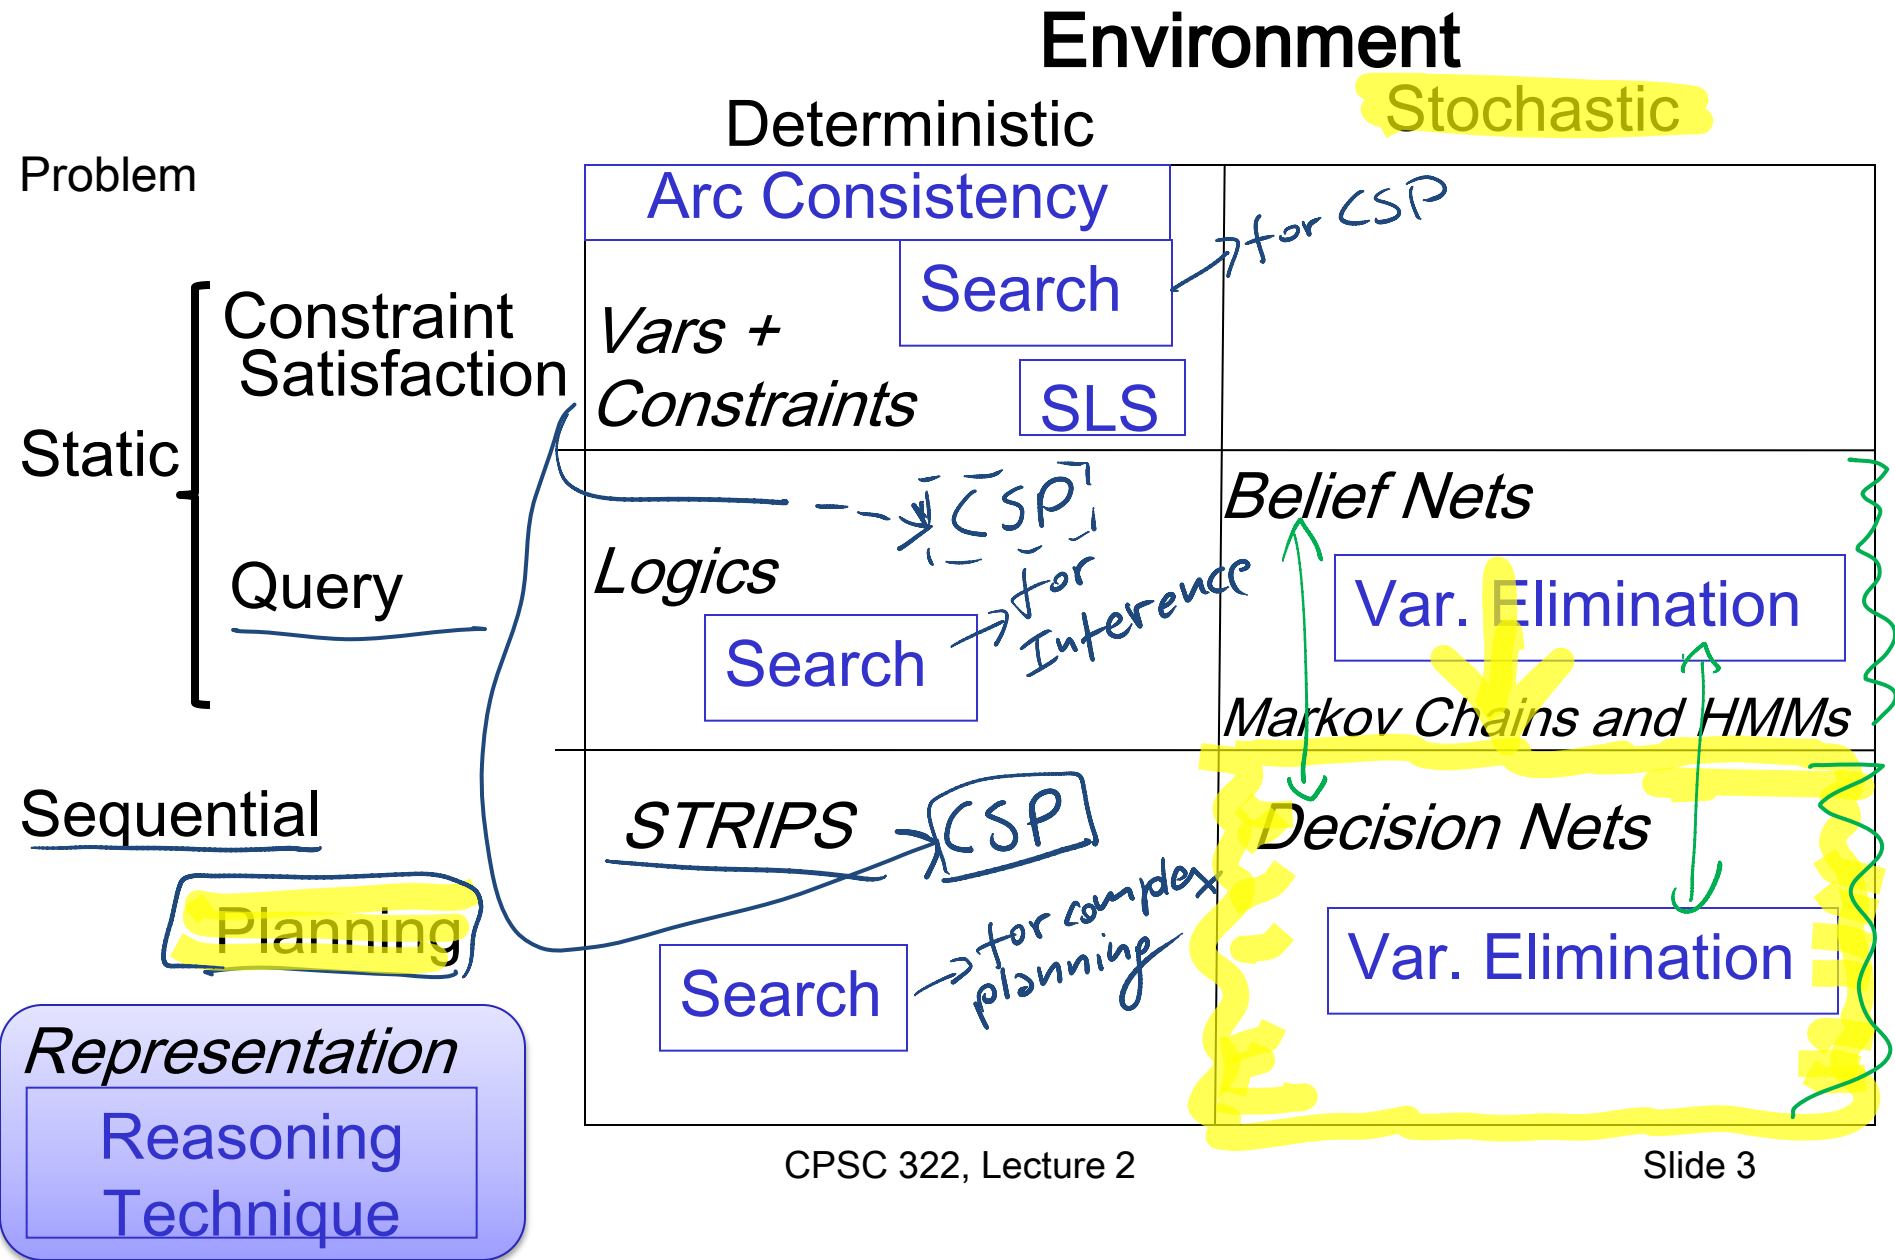 Environment
Deterministic
Stochastic
Problem
Arc Consistency
Search
for CSP
Constraint
Satisfaction
Vars +
Constraints
SLS
Static
Query
Logics
CSP
Search
for
Inference
Belief Nets
Var. Elimination
Markov Chains and HMMs
Sequential
Planning
STRIPS
CSP
Search
for complex
planning
Decision Nets
Var. Elimination
Representation
Reasoning
Technique
CPSC 322, Lecture 2
Slide 3